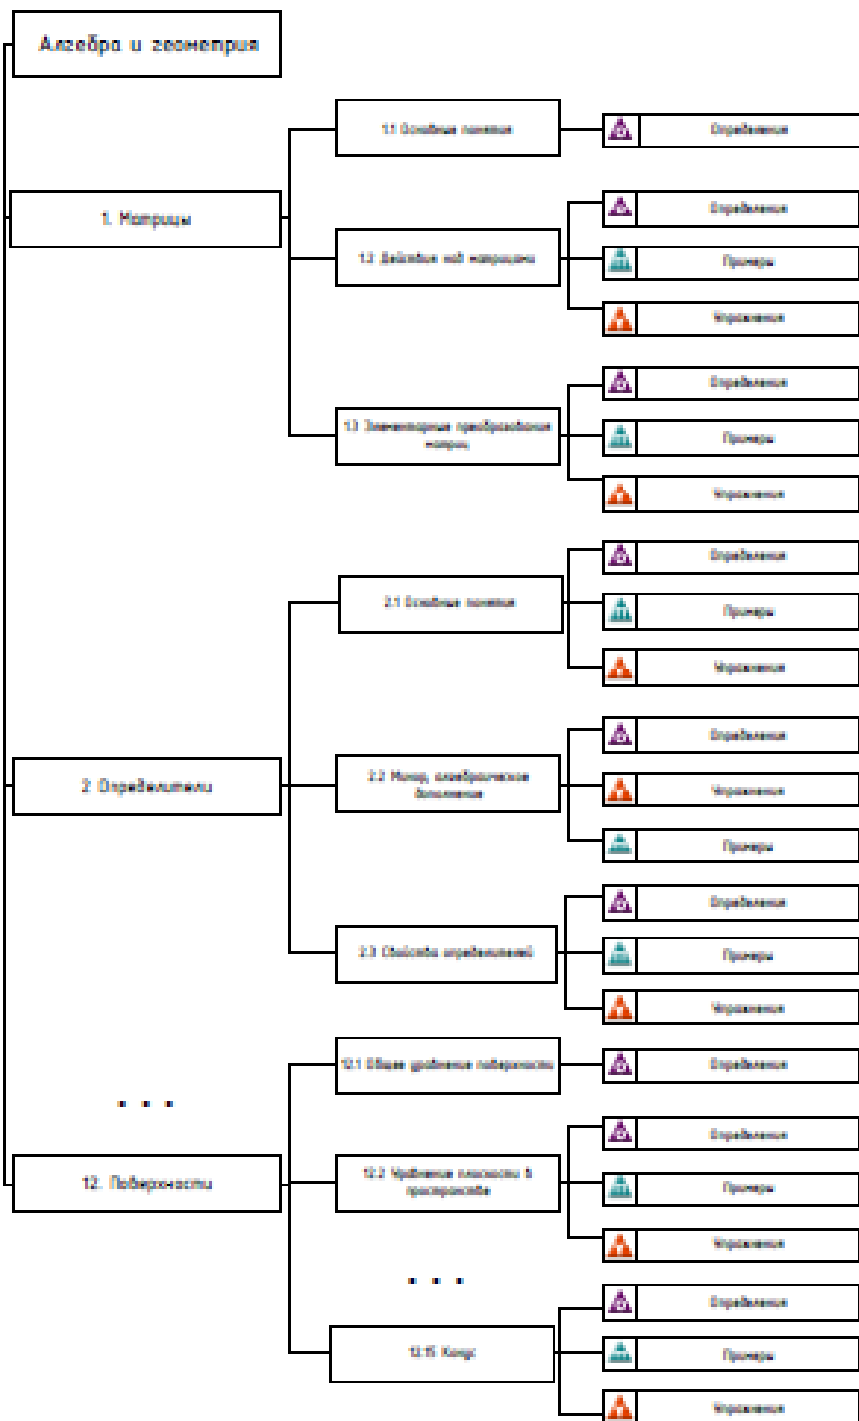 Алгебра и геометрия
1.1 Основные понятия
Определения
1. Матрицы
Определения
1.2 Действия над матрицами
Примеры
Упражнения
Определения
1.3 Элементарные преобразования
матриц
Примеры
Упражнения
Определения
2.1 Основные понятия
Примеры
Упражнения
Определения
2 Определители
2.2 Минор, алгебраическое
дополнение
Упражнения
Примеры
Определения
2.3 Свойства определителей
Примеры
Упражнения
12.1 Общее уравнение поверхности
Определения
. . .
Определения
12. Поверхности
12.2 Уравнение плоскости в
пространстве
Примеры
Упражнения
. . .
Определения
12.15 Конус
Примеры
Упражнения